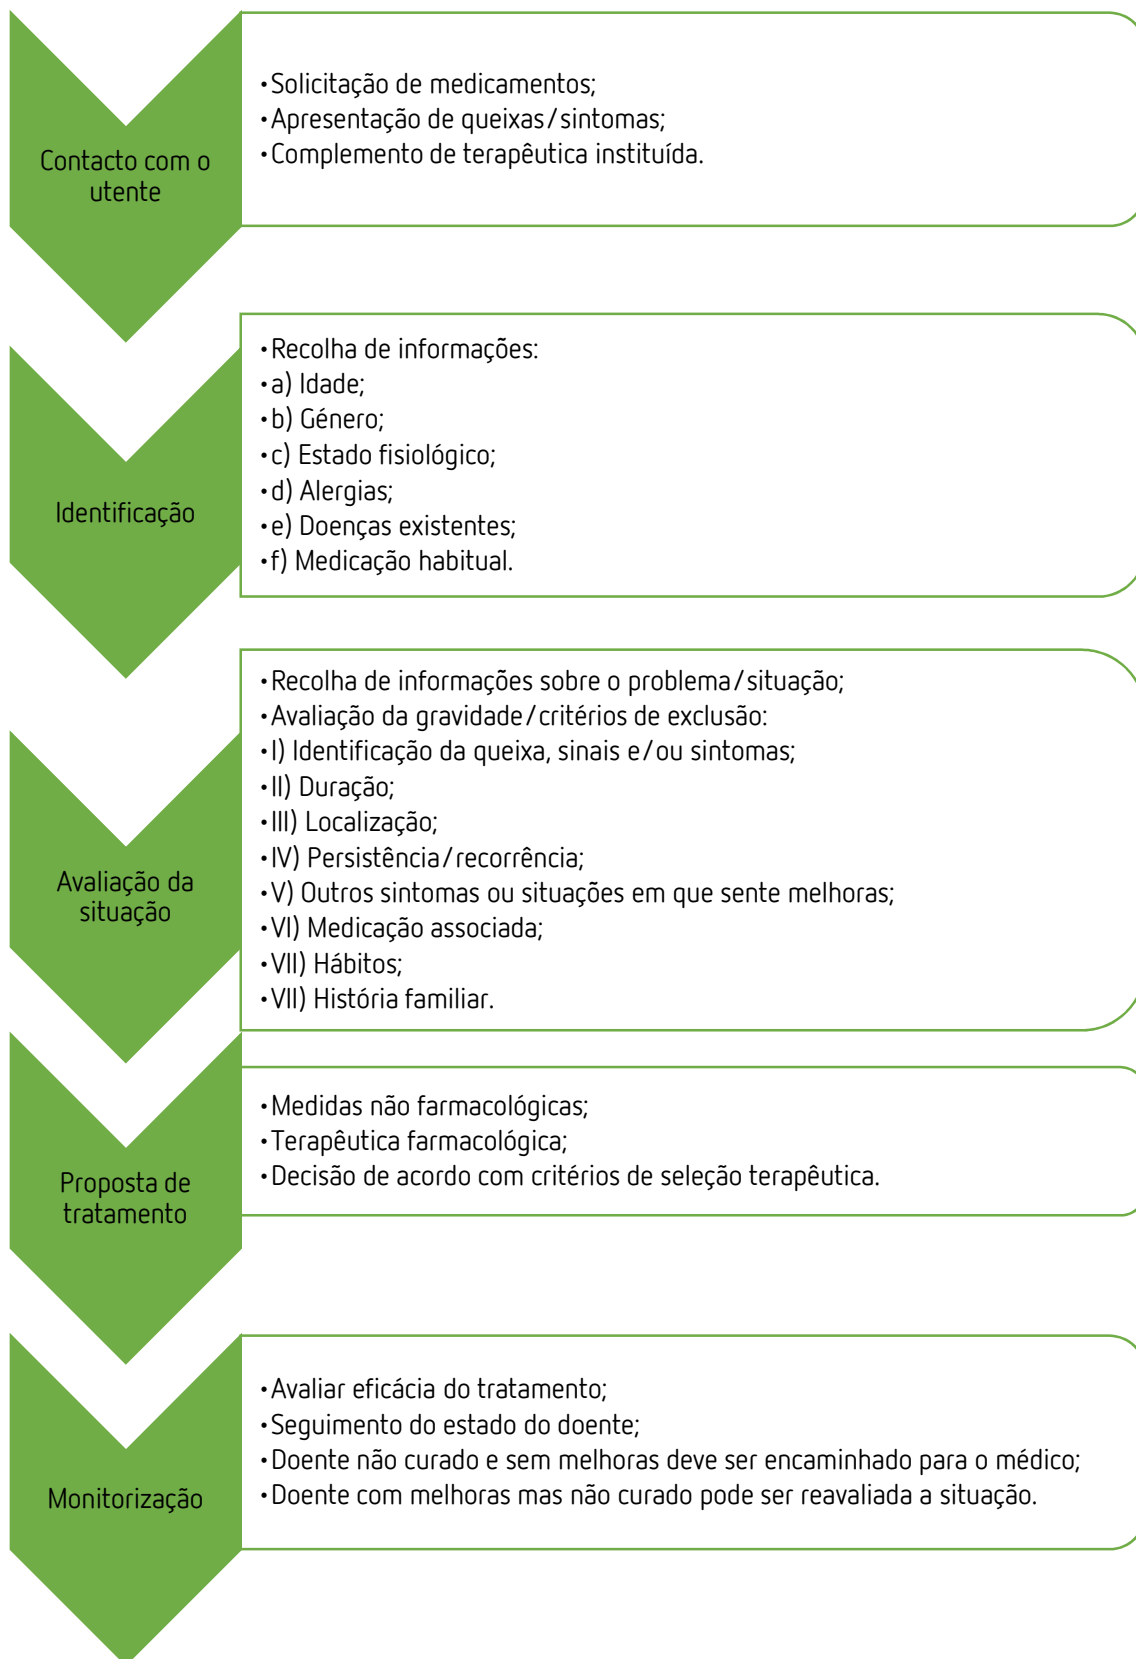 Contacto com o
utente
•Solicitação de medicamentos;
•Apresentação de queixas/sintomas;
•Complemento de terapêutica instituída.
Identificação
•Recolha de informações:
•a) Idade;
•b) Género;
•c) Estado fisiológico;
•d) Alergias;
•e) Doenças existentes;
•f) Medicação habitual.
Avaliação da
situação
•Recolha de informações sobre o problema/situação;
•Avaliação da gravidade/critérios de exclusão:
•I) Identificação da queixa, sinais e/ou sintomas;
•II) Duração;
•III) Localização;
•IV) Persistência/recorrência;
•V) Outros sintomas ou situações em que sente melhoras;
•VI) Medicação associada;
•VII) Hábitos;
•VII) História familiar.
Proposta de
tratamento
•Medidas não farmacológicas;
•Terapêutica farmacológica;
•Decisão de acordo com critérios de seleção terapêutica.
Monitorização
•Avaliar eficácia do tratamento;
•Seguimento do estado do doente;
•Doente não curado e sem melhoras deve ser encaminhado para o médico;
•Doente com melhoras mas não curado pode ser reavaliada a situação.